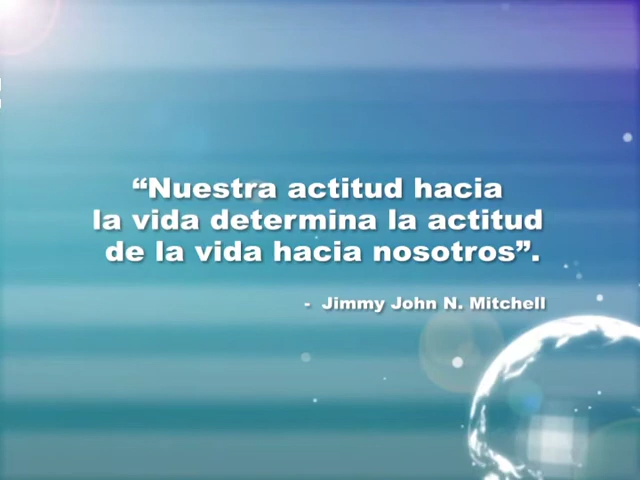 “Nuestra actitud hacia
la vida determina la actitud
de la vida hacia nosotros”.
- Jimmy John N. Mitchell